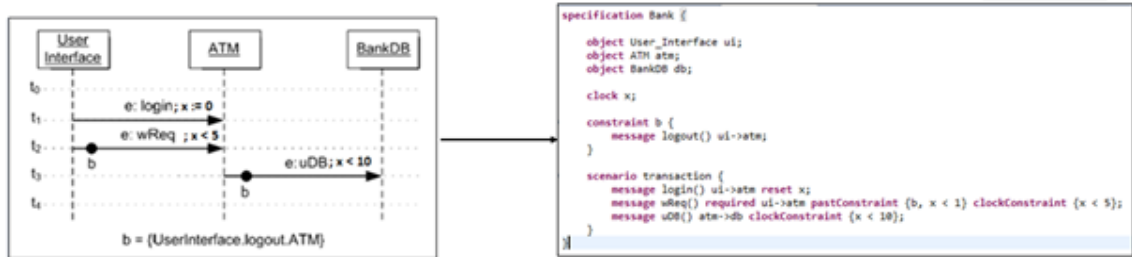 User
Interface
ATM
BankDB
t0
e: login; x := 0
t1
e: wReq ; x < 5
t2
b
e: uDB; x < 10
t3
b
t4
b = {UserInterface.logout.ATM}
specification Bank {
object User_Interface ui;
object ATM atm;
object BankDB db;
clock x;
constraint b {
message logout() ui->atm;
}
scenario transaction {
message login() ui->atm reset x;
message wReq() required ui->atm pastConstraint {b, x < 1} clockConstraint {x < 5};
message uDB() atm->db clockConstraint {x < 10};
}
}